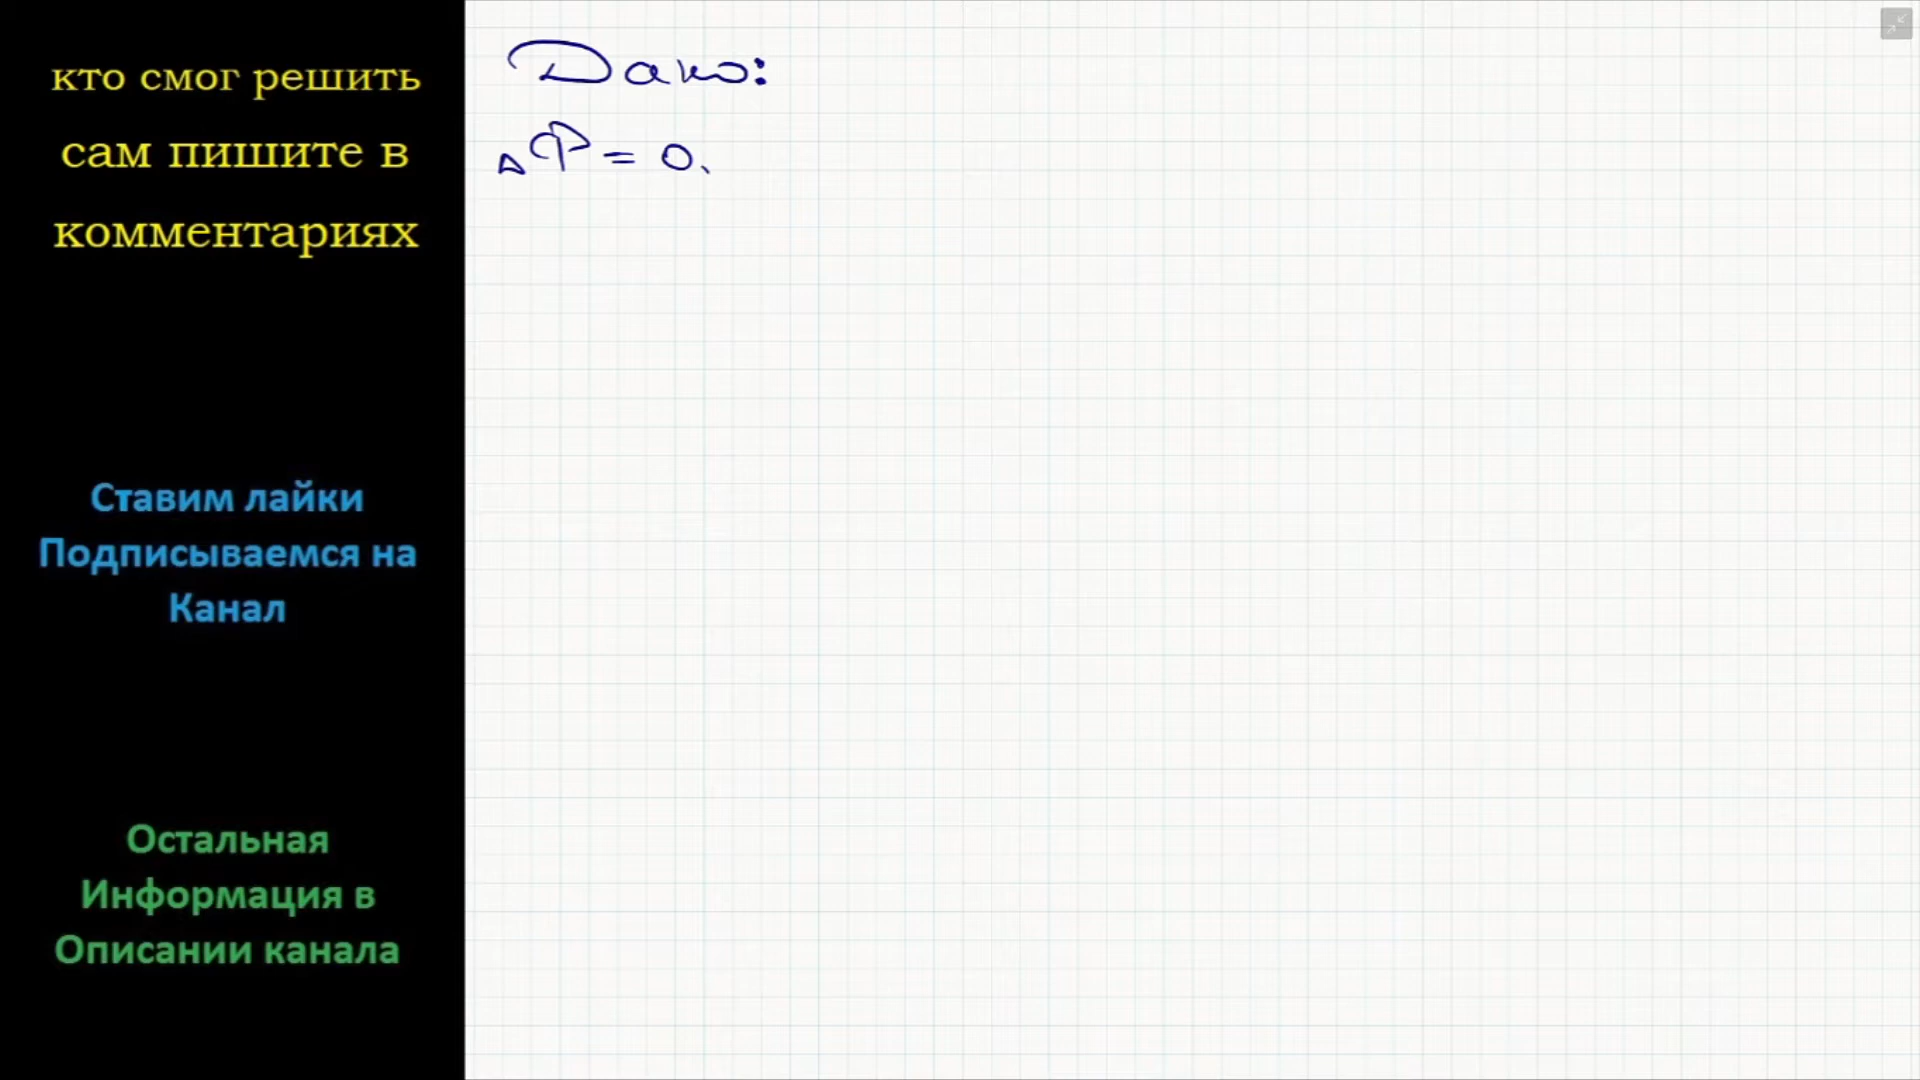 кто смог решить
сам пишите в
комментариях
Ставим лайки
Подписываемся на
Канал
Остальная
Информация в
Описании канала
Дано:
ΔΦ = 0,